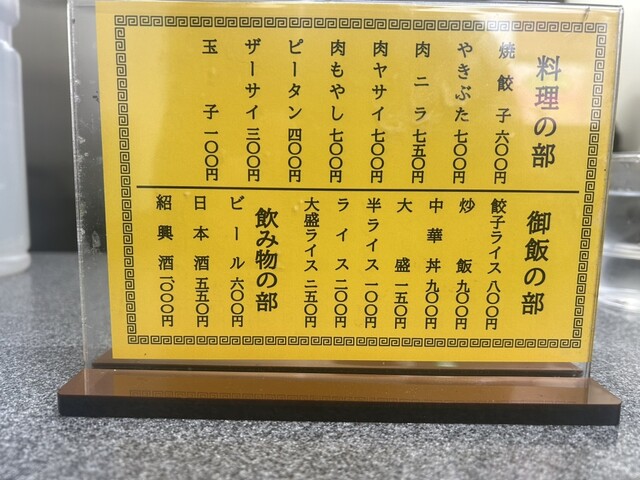 料理の部
焼餃子 六〇〇円
やきぶた 七〇〇円
肉ニラ 七五〇円
肉ヤサイ 七〇〇円
肉もやし 七〇〇円
ピータン 四〇〇円
ザーサイ 三〇〇円
玉子 一〇〇円
御飯の部
餃子ライス 八〇〇円
炒飯 九〇〇円
中華丼 九〇〇円
大盛 一五〇円
半ライス 一〇〇円
ライス 二〇〇円
大盛ライス 二五〇円
飲み物の部
ビール 六〇〇円
日本酒 五五〇円
紹興酒 一、〇〇〇円